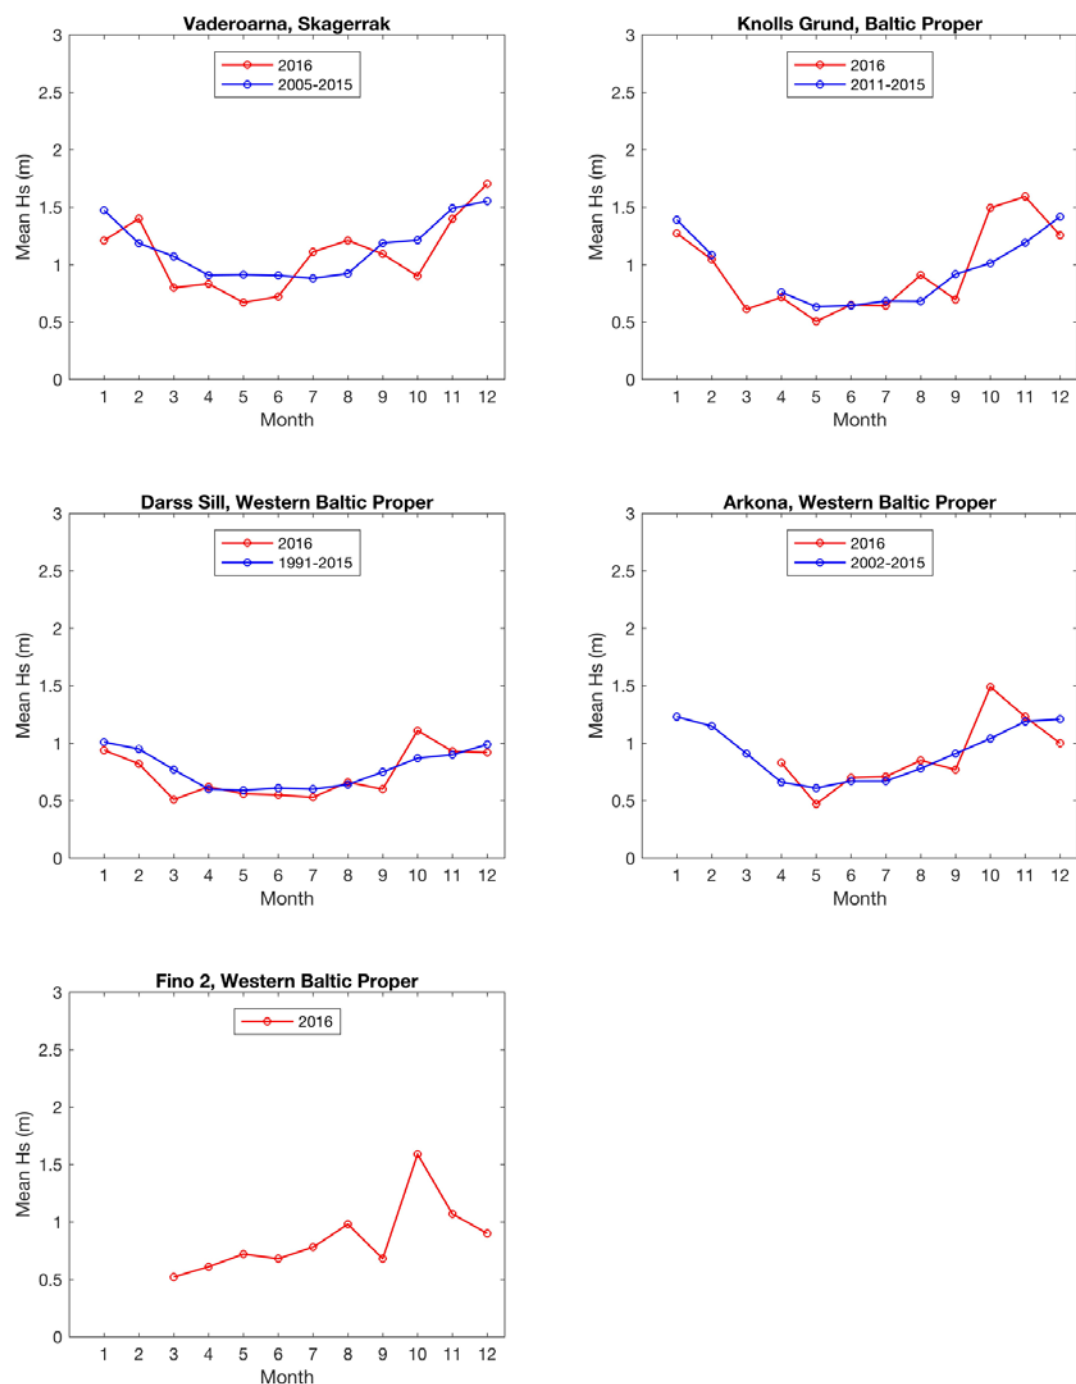 Vaderoarna, Skagerrak
3
2.5
2
1.5
1
0.5
0
Mean Hs (m)
2016
2005-2015
1 2 3 4 5 6 7 8 9 10 11 12
Month
Knolls Grund, Baltic Proper
3
2.5
2
1.5
1
0.5
0
Mean Hs (m)
2016
2011-2015
1 2 3 4 5 6 7 8 9 10 11 12
Month
Darss Sill, Western Baltic Proper
3
2.5
2
1.5
1
0.5
0
Mean Hs (m)
2016
1991-2015
1 2 3 4 5 6 7 8 9 10 11 12
Month
Arkona, Western Baltic Proper
3
2.5
2
1.5
1
0.5
0
Mean Hs (m)
2016
2002-2015
1 2 3 4 5 6 7 8 9 10 11 12
Month
Fino 2, Western Baltic Proper
3
2.5
2
1.5
1
0.5
0
Mean Hs (m)
2016
1 2 3 4 5 6 7 8 9 10 11 12
Month